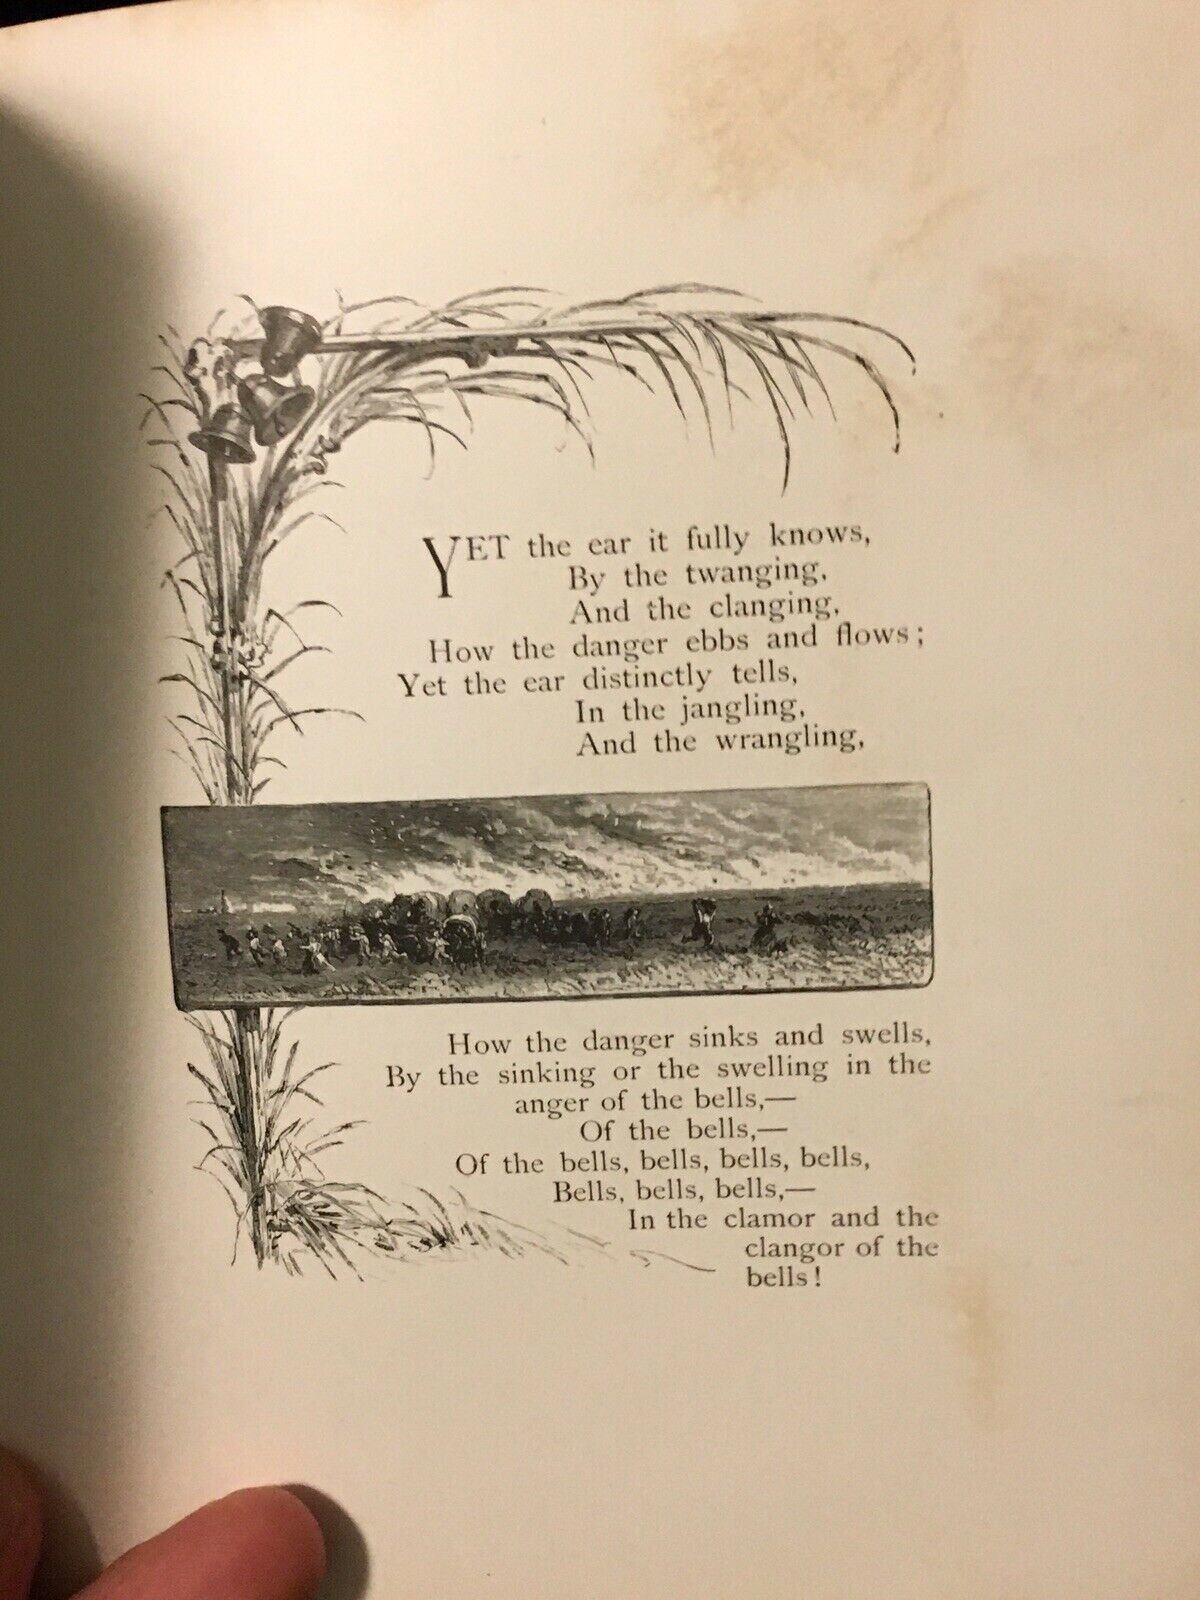 YET the ear it fully knows,
By the twanging,
And the clanging,
How the danger ebbs and flows;
Yet the ear distinctly tells,
In the jangling,
And the wrangling,
How the danger sinks and swells,
By the sinking or the swelling in the
anger of the bells,—
Of the bells,—
Of the bells, bells, bells, bells,
Bells, bells, bells,—
In the clamor and the
clangor of the
bells!